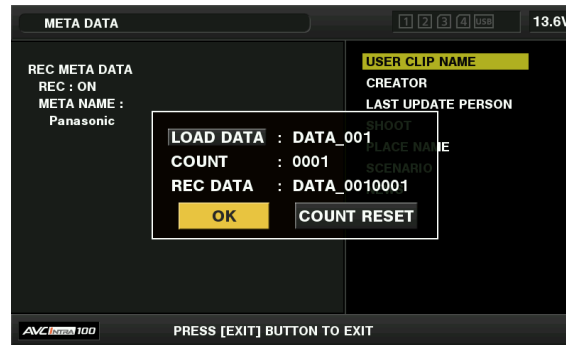 META DATA
1 2 3 4 USB
13.6V
REC META DATA
REC : ON
META NAME :
Panasonic
USER CLIP NAME
CREATOR
LAST UPDATE PERSON
SHOOT
PLACE NAME
SCENARIO
LOAD DATA : DATA_001
COUNT : 0001
REC DATA : DATA_0010001
OK
COUNT RESET
AVC INTRA 100
PRESS [EXIT] BUTTON TO EXIT